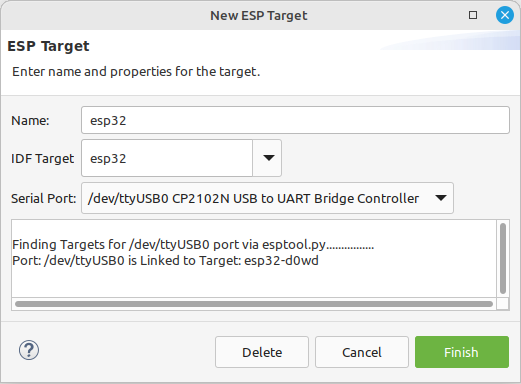 New ESP Target
ESP Target
Enter name and properties for the target.
Name: esp32
IDF Target esp32
Serial Port: /dev/ttyUSB0 CP2102N USB to UART Bridge Controller
Finding Targets for /dev/ttyUSB0 port via esptool.py................
Port: /dev/ttyUSB0 is Linked to Target: esp32-d0wd
? Delete Cancel Finish